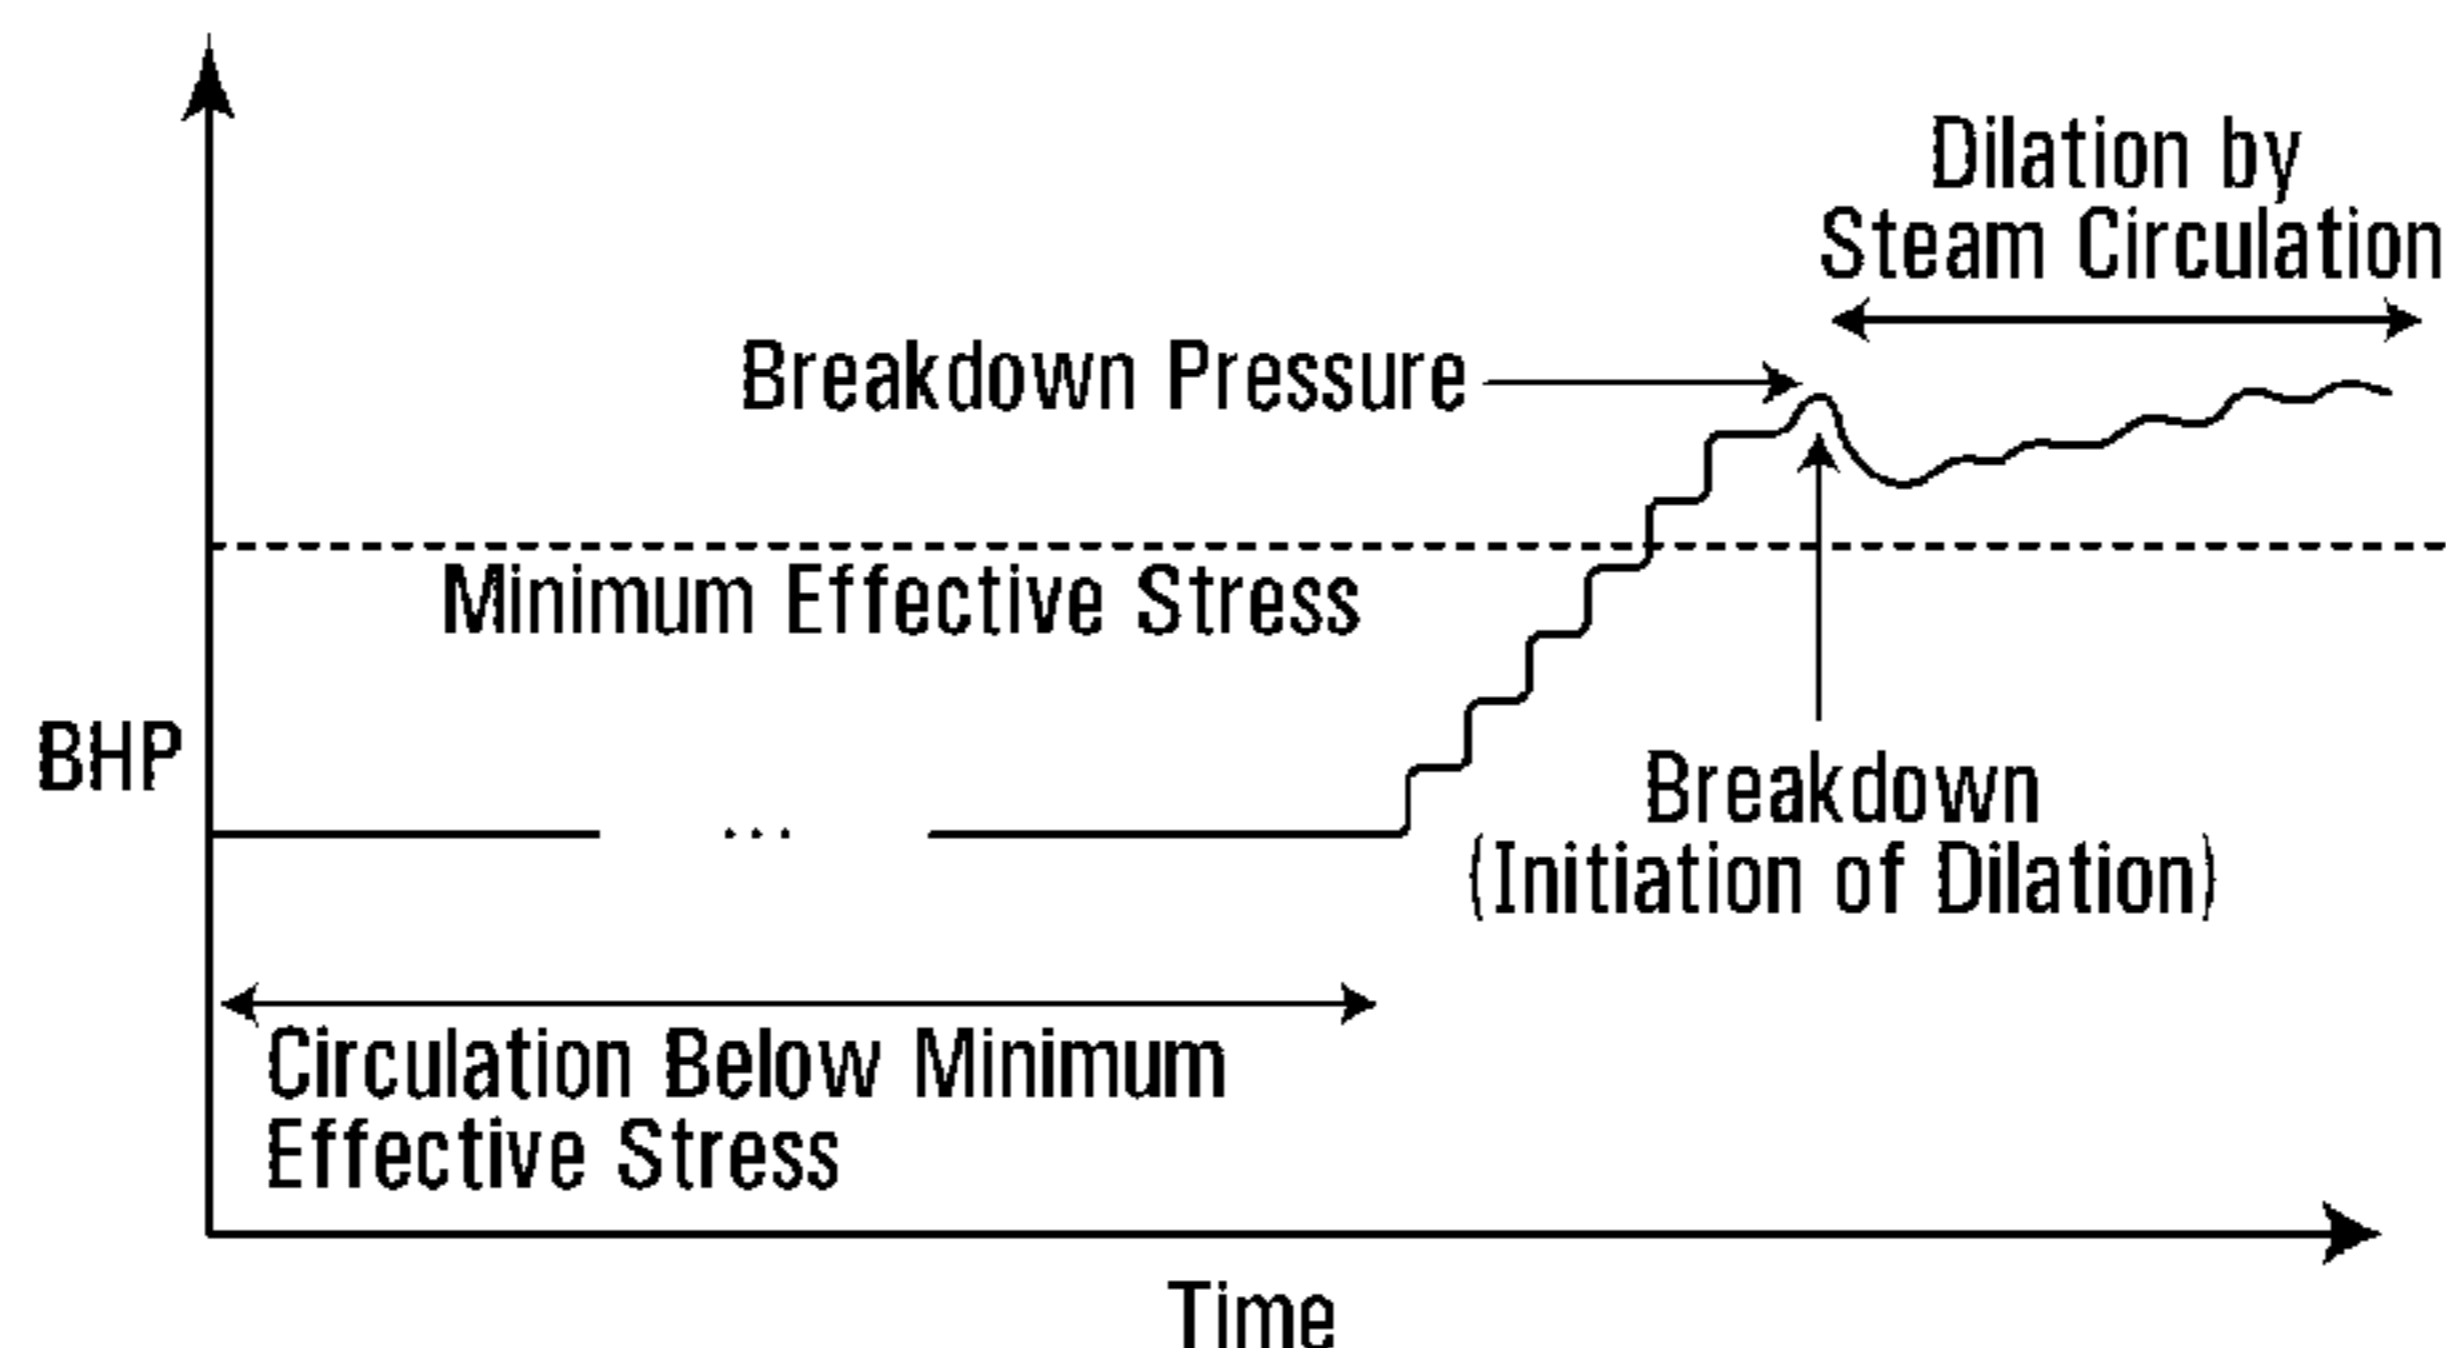 Dilation by
Steam Circulation
Breakdown Pressure
Minimum Effective Stress
BHP
...
Breakdown
(Initiation of Dilation)
Circulation Below Minimum
Effective Stress
Time